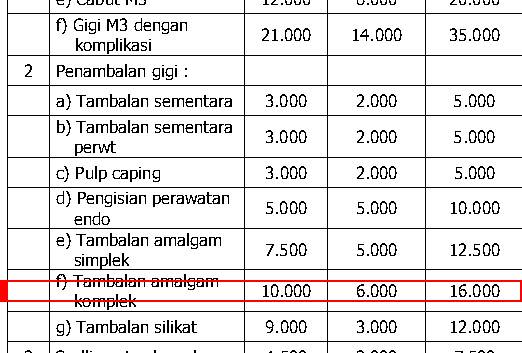 f) Gigi M3 dengan
komplikasi 21.000 14.000 35.000
2 Penambalan gigi :
a) Tambalan sementara 3.000 2.000 5.000
b) Tambalan sementara
perwt 3.000 2.000 5.000
c) Pulp caping 3.000 2.000 5.000
d) Pengisian perawatan
endo 5.000 5.000 10.000
e) Tambalan amalgam
simplek 7.500 5.000 12.500
f) Tambalan amalgam
komplek 10.000 6.000 16.000
g) Tambalan silikat 9.000 3.000 12.000